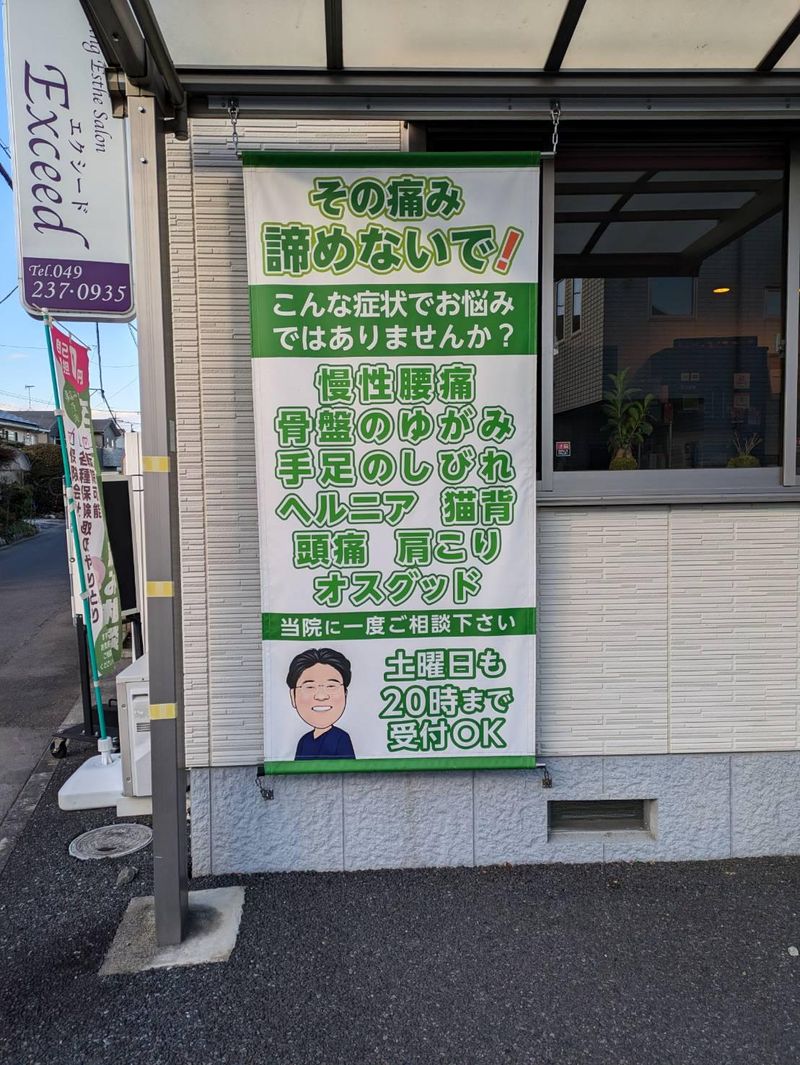 Esthe Salon
エクシード
Exceed
Tel.049
237·0935
その痛み
諦めないで!
こんな症状でお悩み
ではありませんか？
慢性腰痛
骨盤のゆがみ
手足のしびれ
ヘルニア 猫背
頭痛 肩こり
オスグッド
当院に一度ご相談下さい
土曜日も
20時まで
受付OK